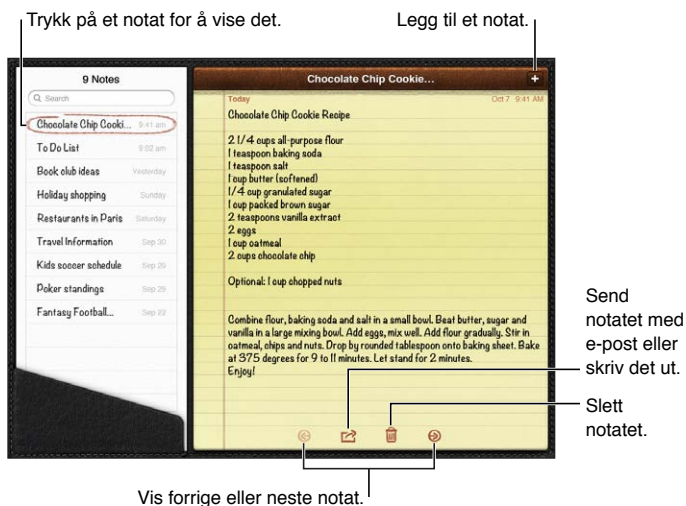 Trykk på et notat for å vise det.
Legg til et notat.
9 Notes
Search
Chocolate Chip Cooki... 9:41 am
To Do List 9:02 am
Book club ideas Yesterday
Holiday shopping Sunday
Restaurants in Paris Saturday
Travel Information Sep 30
Kids soccer schedule Sep 29
Poker standings Sep 25
Fantasy Football... Sep 22
Chocolate Chip Cookie...
+
Today Oct 7 9:41 AM
Chocolate Chip Cookie Recipe
2 1/4 cups all-purpose flour
1 teaspoon baking soda
1 teaspoon salt
1 cup butter (softened)
1/4 cup granulated sugar
1 cup packed brown sugar
2 teaspoons vanilla extract
2 eggs
1 cup oatmeal
2 cups chocolate chip
Optional: 1 cup chopped nuts
Combine flour, baking soda and salt in a small bowl. Beat butter, sugar and
vanilla in a large mixing bowl. Add eggs, mix well. Add flour gradually. Stir in
oatmeal, chips and nuts. Drop by rounded tablespoon onto baking sheet. Bake
at 375 degrees for 9 to 11 minutes. Let stand for 2 minutes.
Enjoy!
Send
notatet med
e-post eller
skriv det ut.
Slett
notatet.
Vis forrige eller neste notat.